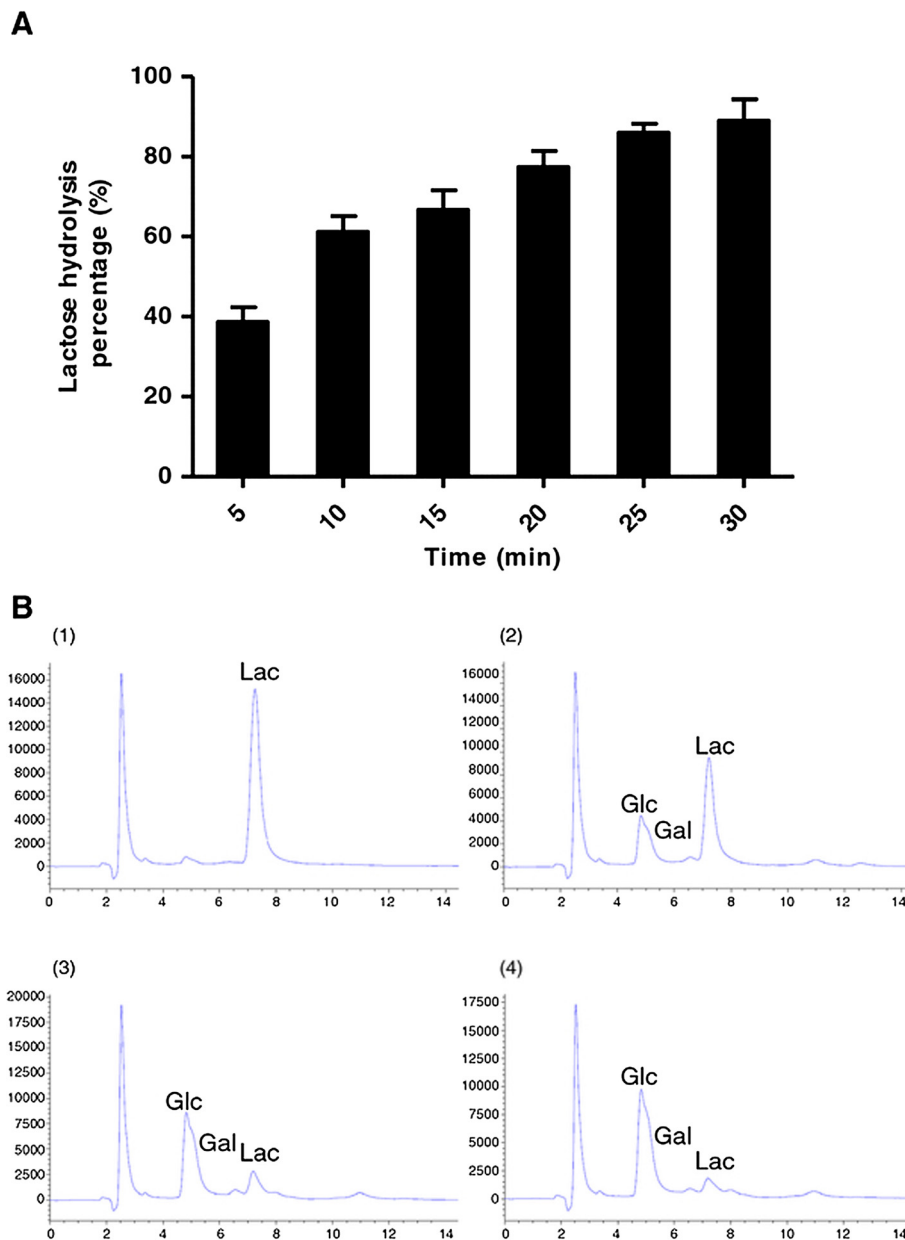 A
Lactose hydrolysis
percentage (%)
100
80
60
40
20
0
5 10 15 20 25 30
Time (min)
B
(1)
Lac
16000
14000
12000
10000
8000
6000
4000
2000
0
0 2 4 6 8 10 12 14
(2)
Glc
Gal
Lac
16000
14000
12000
10000
8000
6000
4000
2000
0
0 2 4 6 8 10 12 14
(3)
Glc
Gal
Lac
20000
17500
15000
12500
10000
7500
5000
2500
0
0 2 4 6 8 10 12 14
(4)
Glc
Gal
Lac
17500
15000
12500
10000
7500
5000
2500
0
0 2 4 6 8 10 12 14